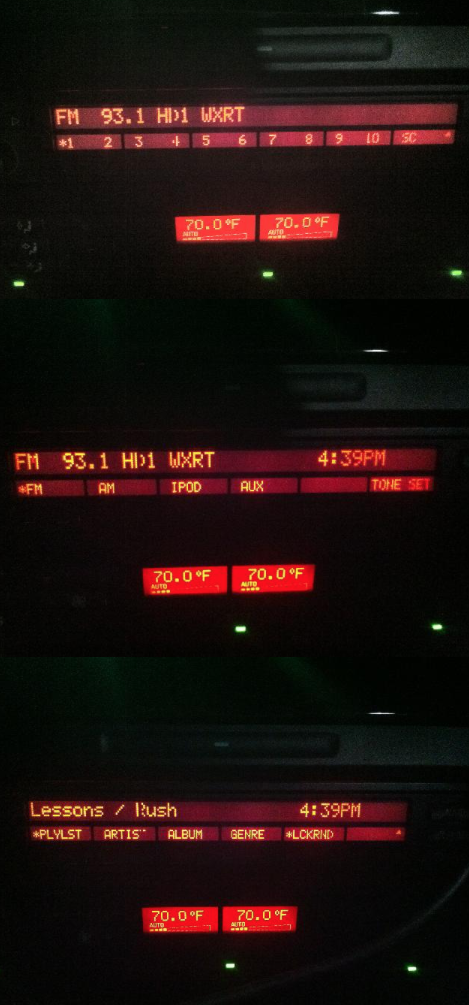 FM 93.1 HD1 WXRT
*1 2 3 4 5 6 7 8 9 10 SC *
70.0°F 70.0°F
AUTO AUTO
FM 93.1 HD1 WXRT 4:39PM
*FM AM IPOD AUX TONE SET
70.0°F 70.0°F
AUTO AUTO
Lessons / Rush 4:39PM
*PLYLST ARTIST ALBUM GENRE *LCKRND
70.0°F 70.0°F
AUTO AUTO